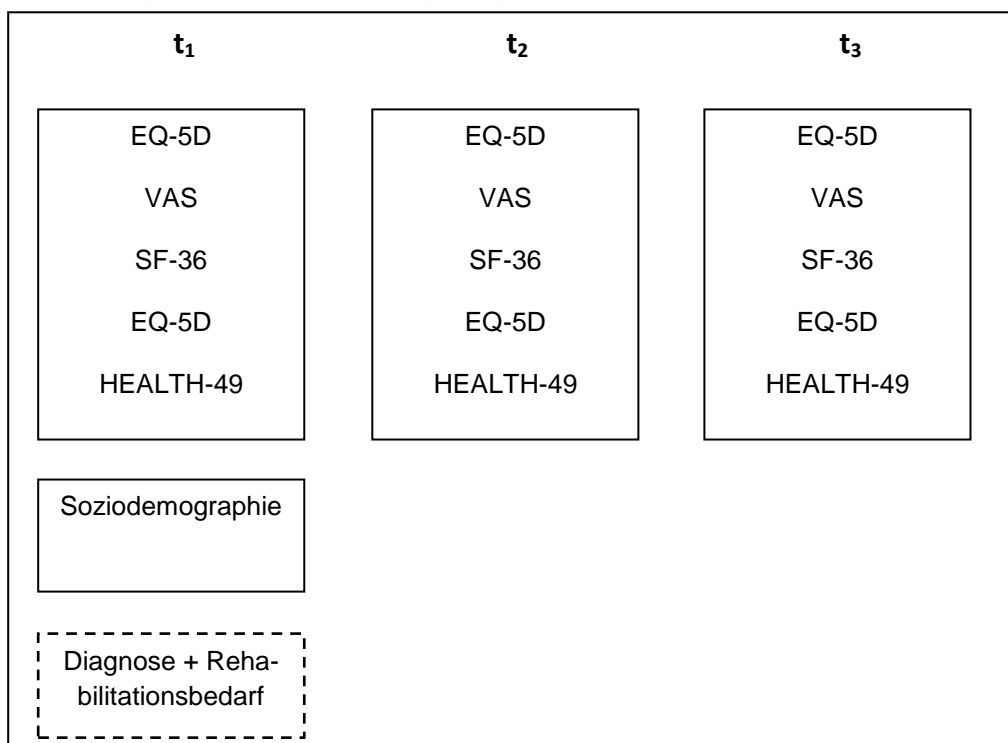 t₁ t₂ t₃
EQ-5D EQ-5D EQ-5D
VAS VAS VAS
SF-36 SF-36 SF-36
EQ-5D EQ-5D EQ-5D
HEALTH-49 HEALTH-49 HEALTH-49
Soziodemographie
Diagnose + Reha-
bilitationsbedarf